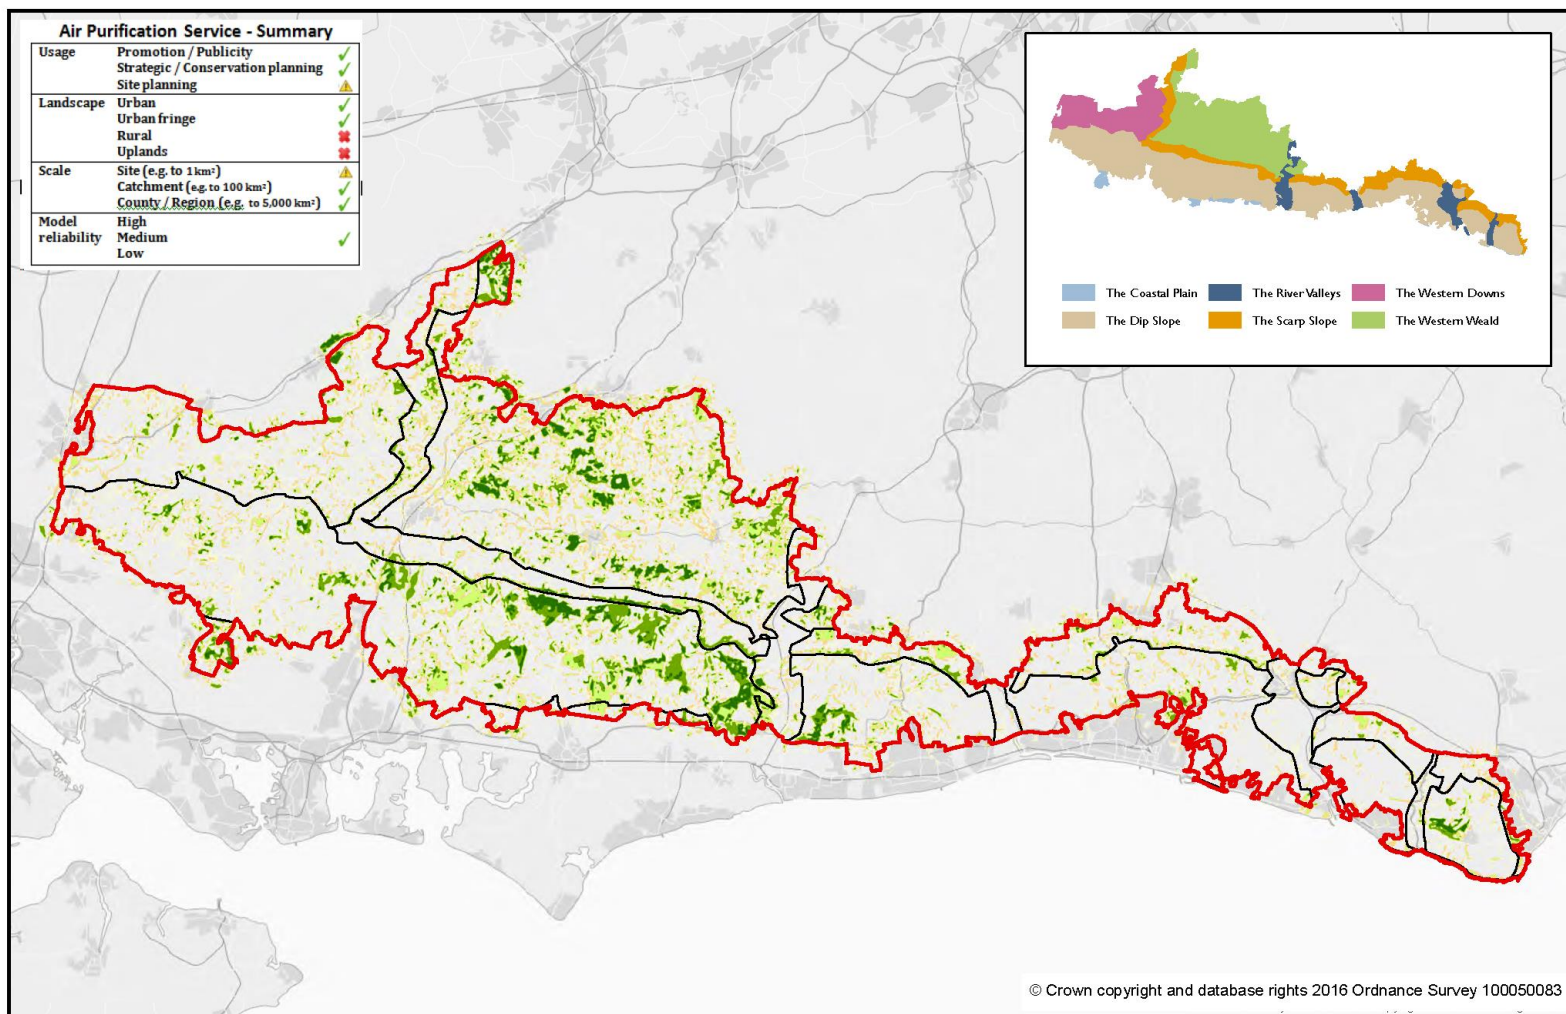 Air Purification Service - Summary
Usage Promotion / Publicity
Strategic / Conservation planning
Site planning
Landscape Urban
Urban fringe
Rural
Uplands
Scale Site (e.g. to 1km²)
Catchment (e.g. to 100 km²)
County / Region (e.g. to 5,000 km²)
Model High
reliability Medium
Low
The Coastal Plain The River Valleys The Western Downs
The Dip Slope The Scarp Slope The Western Weald
© Crown copyright and database rights 2016 Ordnance Survey 100050083